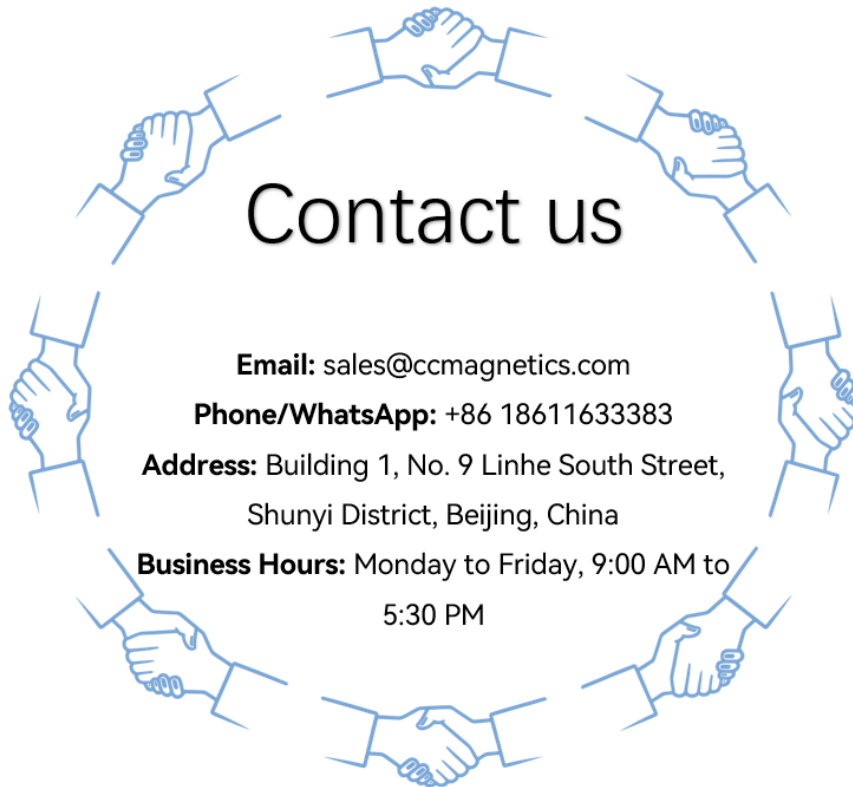 Contact us
Email: sales@ccmagnetics.com
Phone/WhatsApp: +86 18611633383
Address: Building 1, No. 9 Linhe South Street,
Shunyi District, Beijing, China
Business Hours: Monday to Friday, 9:00 AM to
5:30 PM